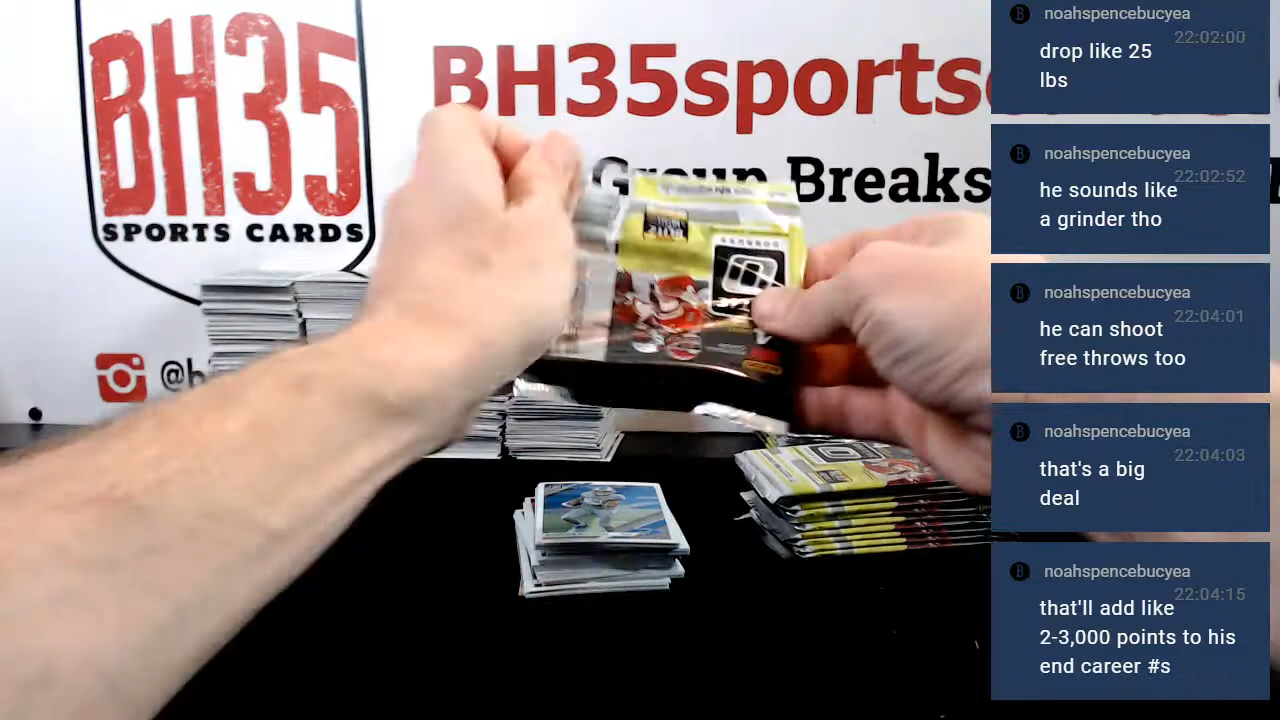 BH35
SPORTS CARDS
BH35sports
Group Breaks
@b
DONRUSS
noahspencebucyea
22:02:00
drop like 25
lbs
noahspencebucyea
22:02:52
he sounds like
a grinder tho
noahspencebucyea
22:04:01
he can shoot
free throws too
noahspencebucyea
22:04:03
that's a big
deal
noahspencebucyea
22:04:15
that'll add like
2-3,000 points to his
end career #s